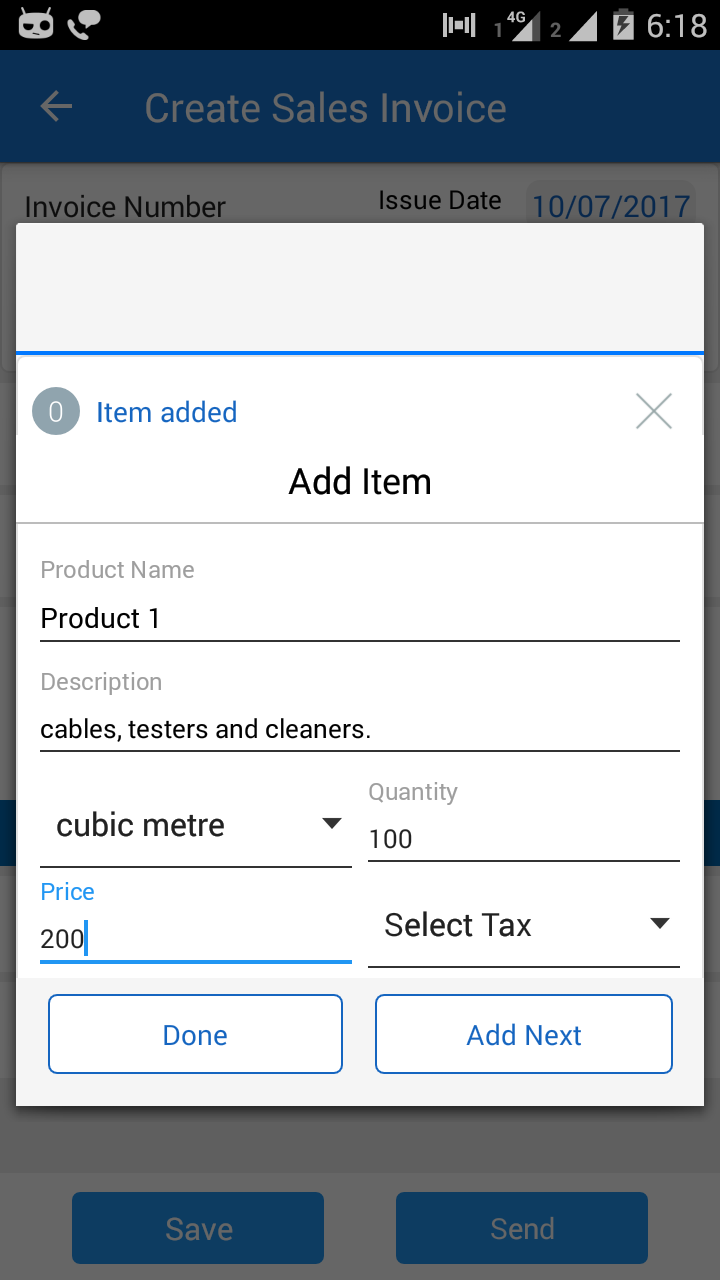 1 4G 2 6:18
Create Sales Invoice
Invoice Number Issue Date 10/07/2017
0 Item added
Add Item
Product Name
Product 1
Description
cables, testers and cleaners.
cubic metre
Quantity
100
Price
200
Select Tax
Done Add Next
Save Send